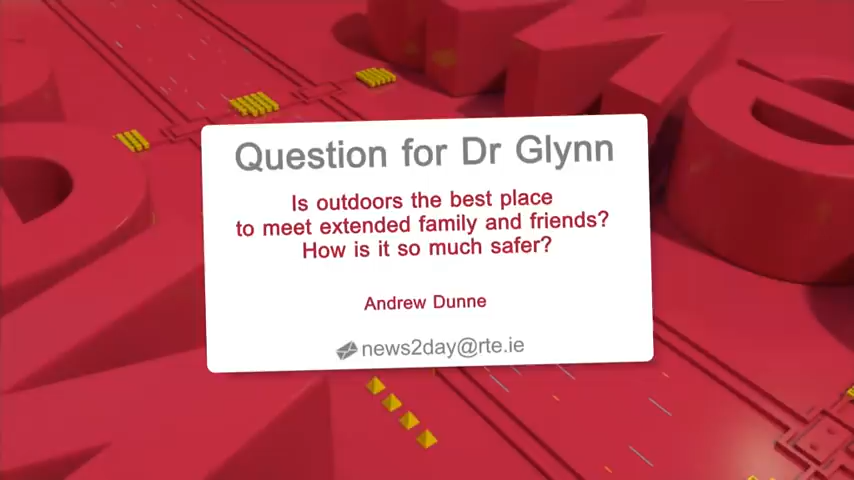 Question for Dr Glynn
Is outdoors the best place
to meet extended family and friends?
How is it so much safer?
Andrew Dunne
news2day@rte.ie